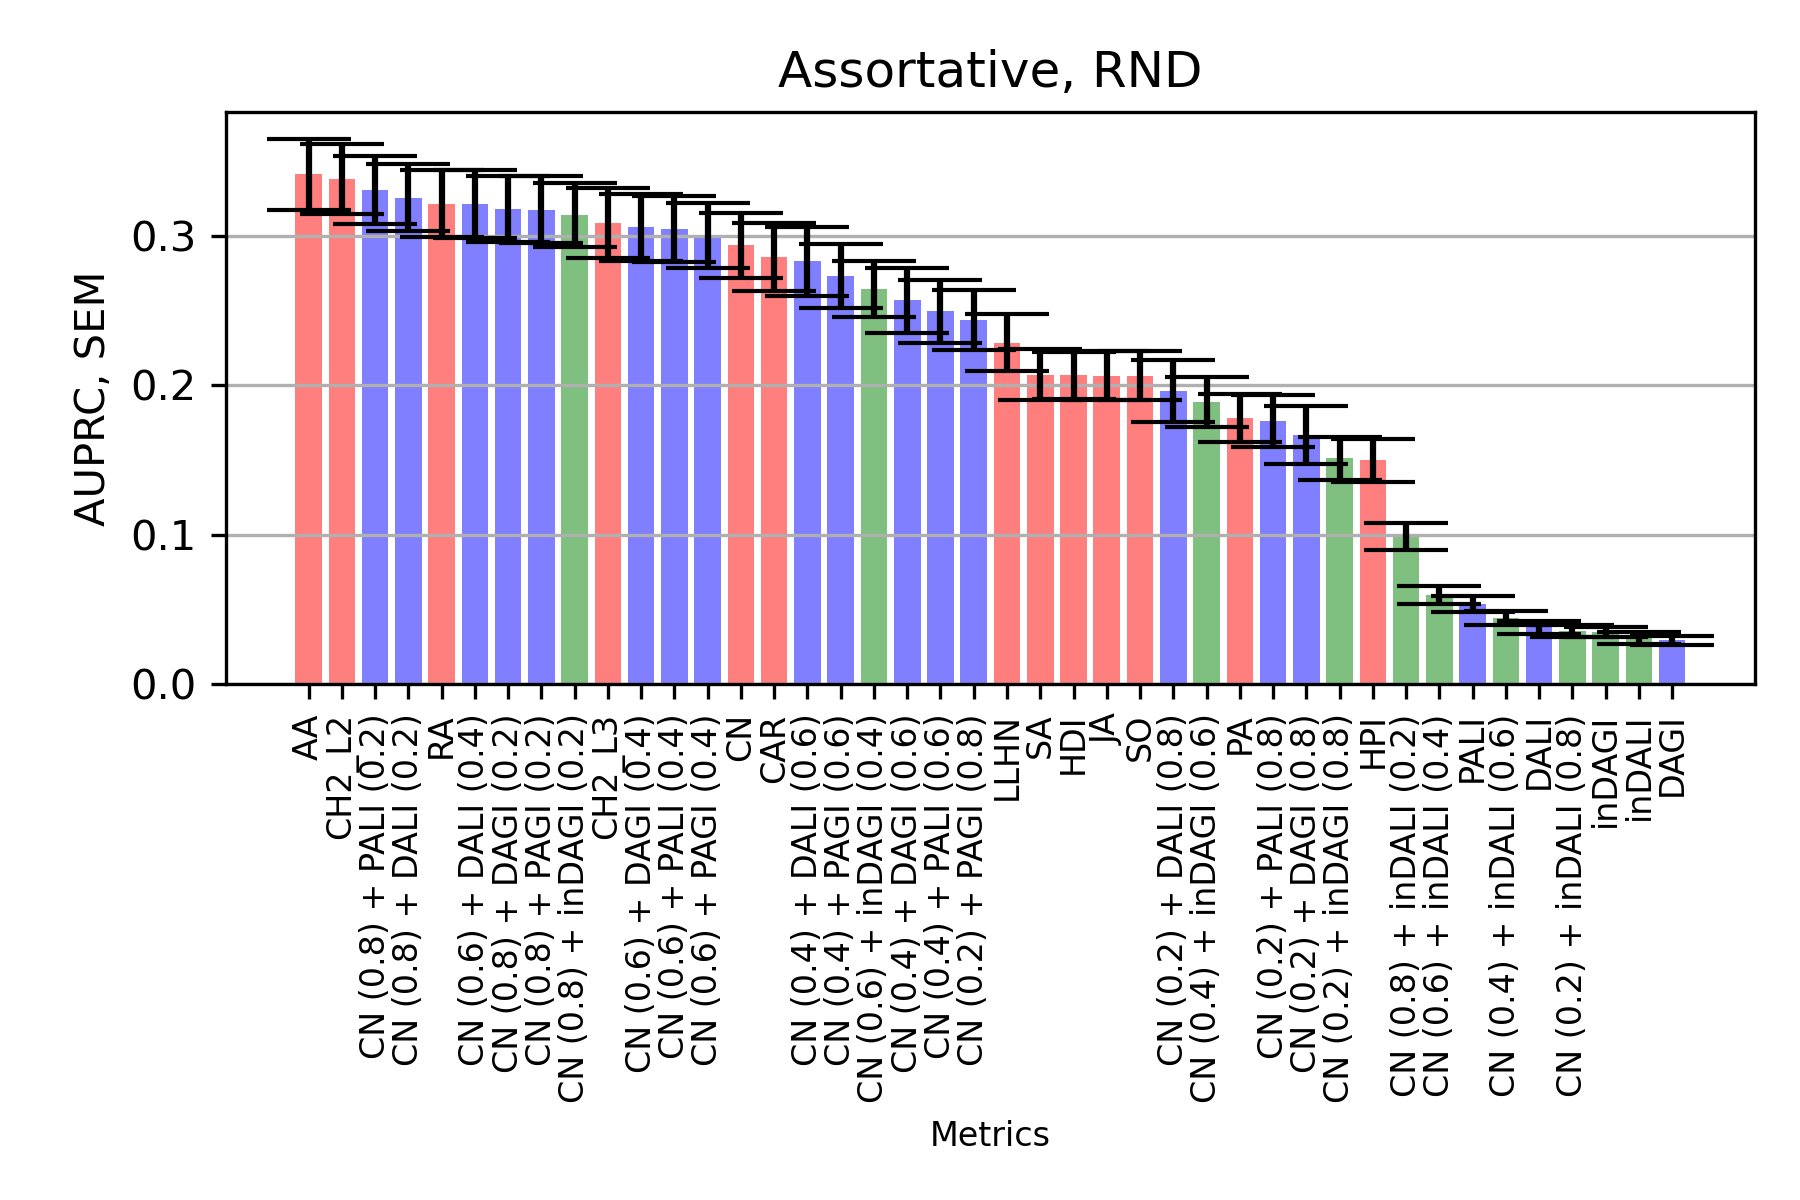 Assortative, RND
AUPRC, SEM
0.3
0.2
0.1
0.0
AA
CH2_L2
CN (0.8) + PALI (0.2)
CN (0.8) + DALI (0.2)
RA
CN (0.6) + DALI (0.4)
CN (0.8) + DAGI (0.2)
CN (0.8) + PAGI (0.2)
CN (0.8) + inDAGI (0.2)
CH2_L3
CN (0.6) + DAGI (0.4)
CN (0.6) + PALI (0.4)
CN (0.6) + PAGI (0.4)
CN
CAR
CN (0.4) + DALI (0.6)
CN (0.4) + PAGI (0.6)
CN (0.6) + inDAGI (0.4)
CN (0.4) + DAGI (0.6)
CN (0.4) + PALI (0.6)
CN (0.2) + PAGI (0.8)
LLHN
SA
HDI
JA
SO
CN (0.2) + DALI (0.8)
CN (0.4) + inDAGI (0.6)
PA
CN (0.2) + PALI (0.8)
CN (0.2) + DAGI (0.8)
CN (0.2) + inDAGI (0.8)
HPI
CN (0.8) + inDALI (0.2)
CN (0.6) + inDALI (0.4)
PALI
CN (0.4) + inDALI (0.6)
DALI
CN (0.2) + inDALI (0.8)
inDAGI
inDALI
DAGI
Metrics